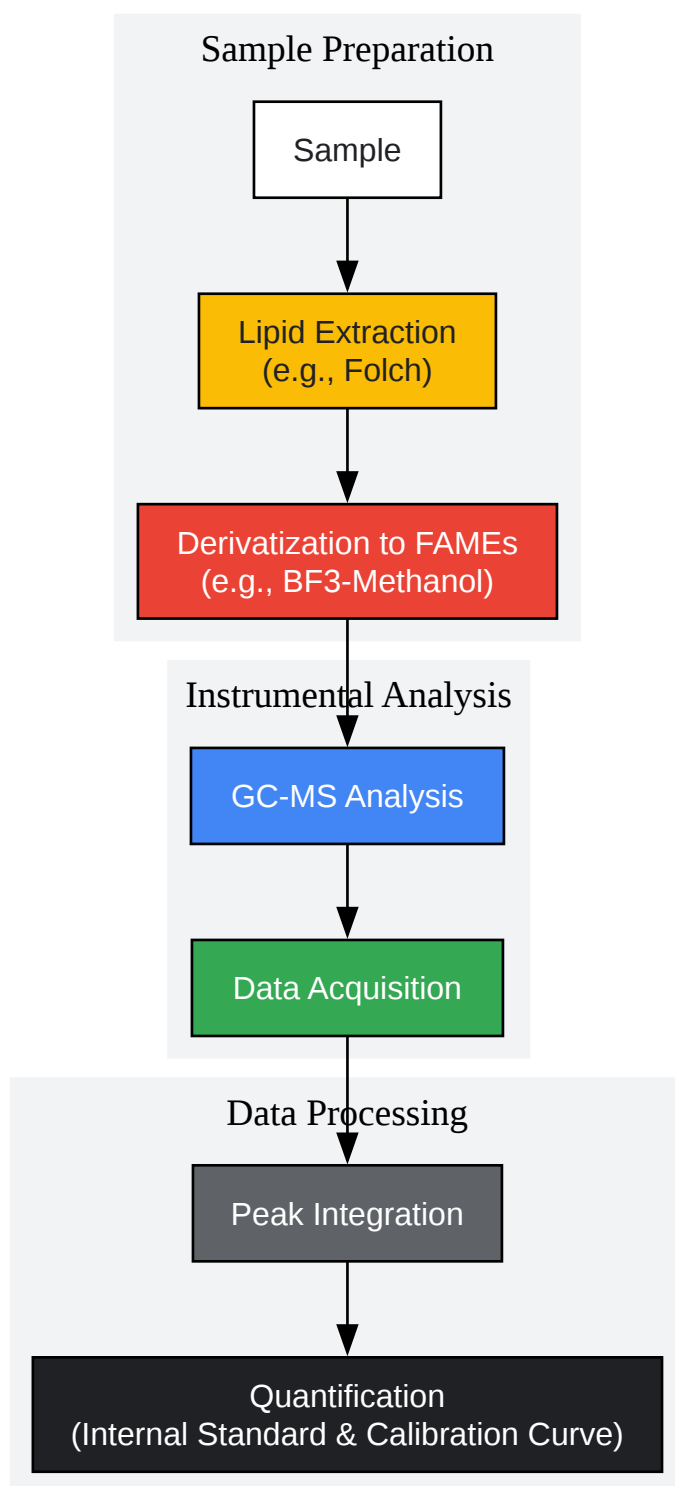 Sample Preparation
Sample
Lipid Extraction
(e.g., Folch)
Derivatization to FAMEs
(e.g., BF3-Methanol)
Instrumental Analysis
GC-MS Analysis
Data Acquisition
Data Processing
Peak Integration
Quantification
(Internal Standard & Calibration Curve)